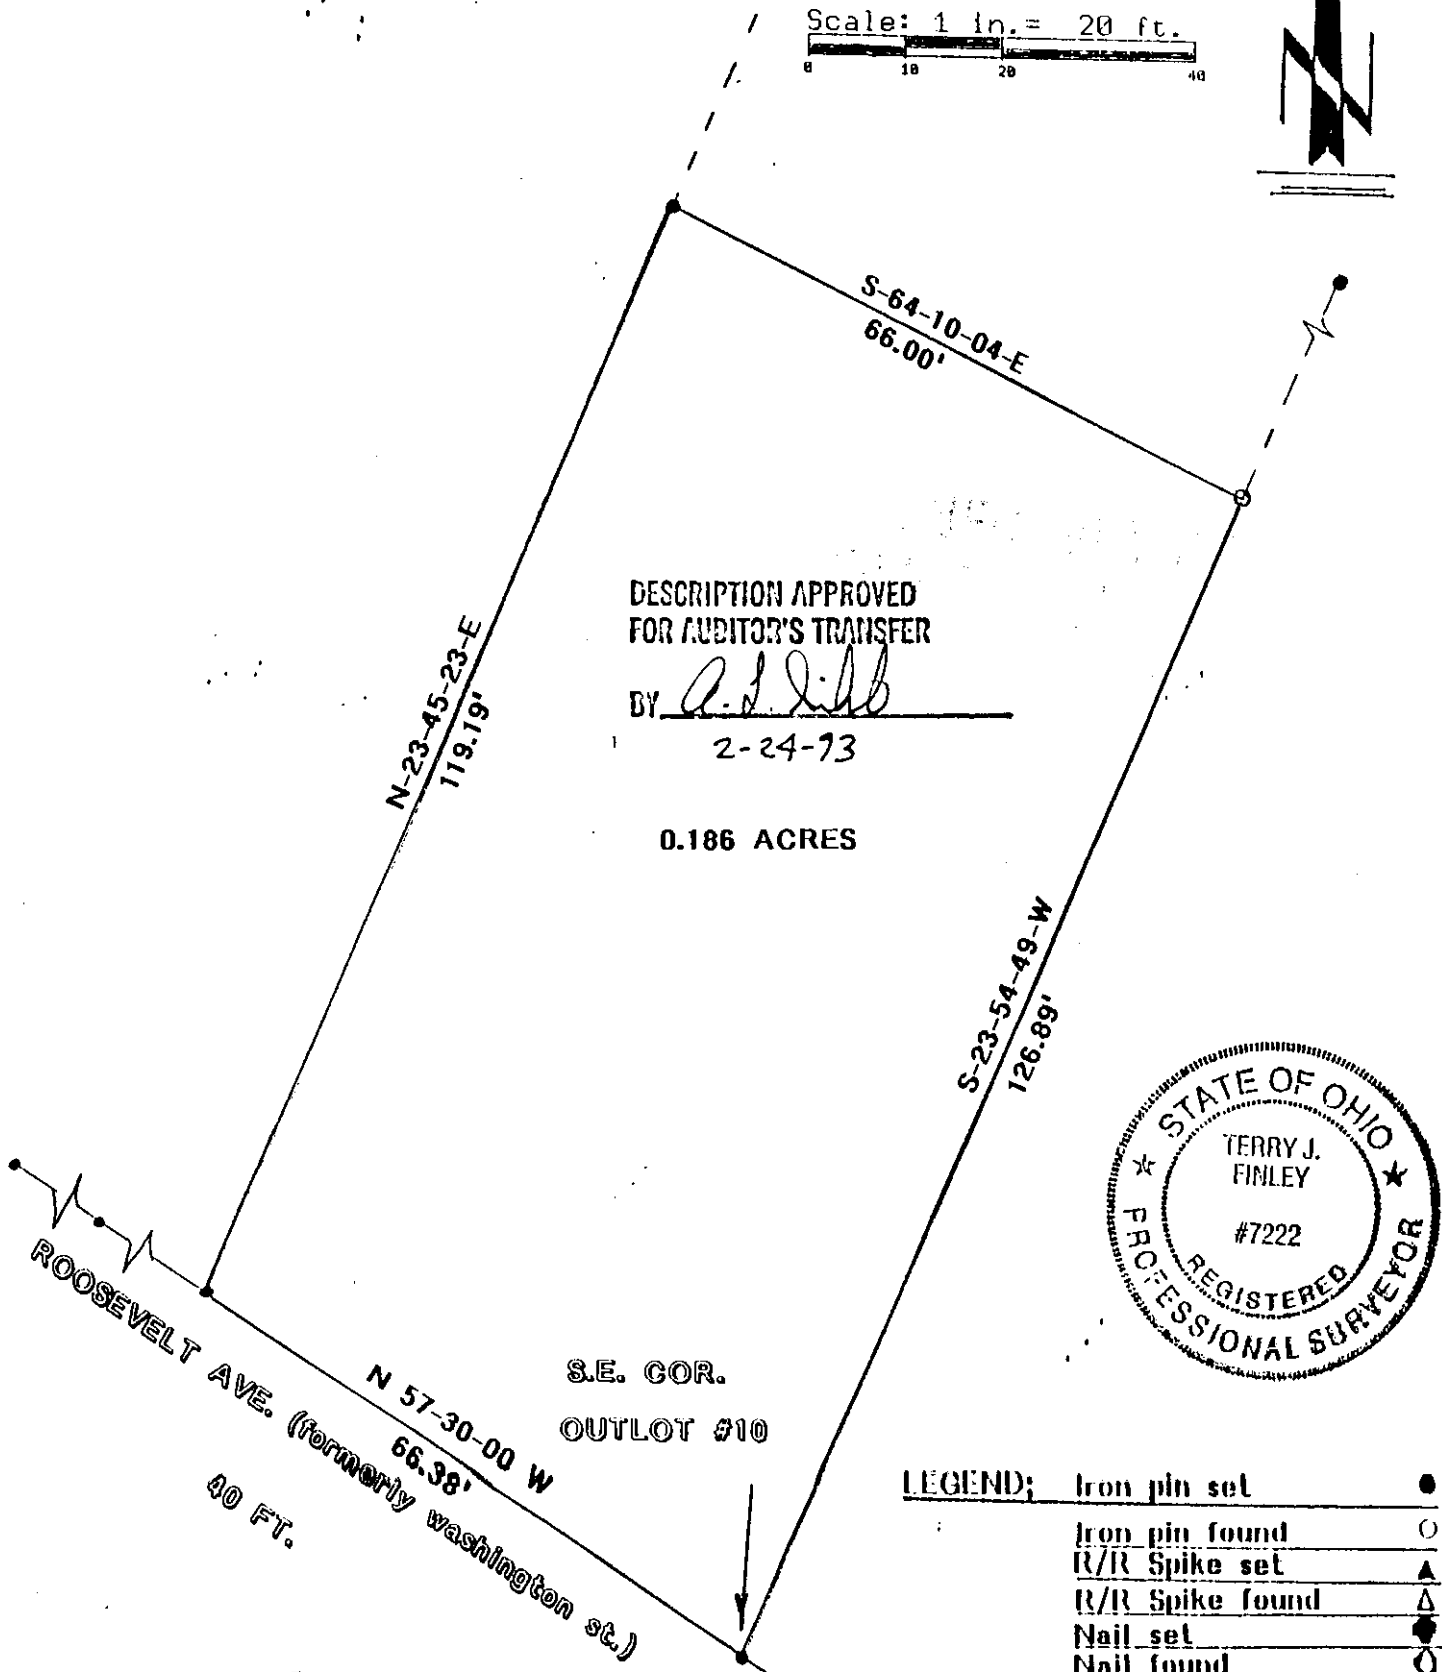 Scale: 1 in.= 20 ft.
0 10 20 40
N
S-64-10-04-E
66.00'
DESCRIPTION APPROVED
FOR AUDITOR'S TRANSFER
BY
2-24-93
N-23-45-23-E
119.19'
0.186 ACRES
S-23-54-49-W
126.89'
STATE OF OHIO
TERRY J.
FINLEY
#7222
REGISTERED
PROFESSIONAL SURVEYOR
ROOSEVELT AVE. (formerly washington st.)
40 FT.
N 57-30-00 W
66.38'
S.E. COR.
OUTLOT #10
LEGEND; Iron pin set
Iron pin found
R/R Spike set
R/R Spike found
Nail set
Nail found